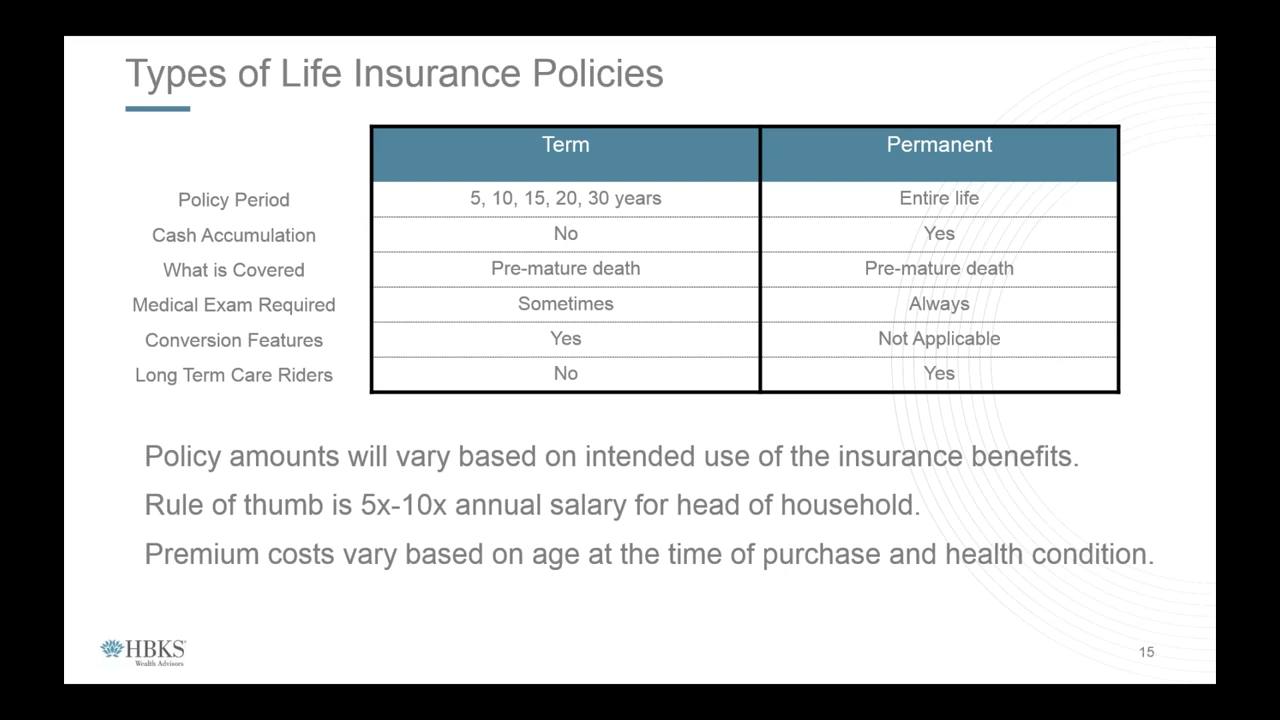 Types of Life Insurance Policies
Term Permanent
Policy Period 5, 10, 15, 20, 30 years Entire life
Cash Accumulation No Yes
What is Covered Pre-mature death Pre-mature death
Medical Exam Required Sometimes Always
Conversion Features Yes Not Applicable
Long Term Care Riders No Yes
Policy amounts will vary based on intended use of the insurance benefits.
Rule of thumb is 5x-10x annual salary for head of household.
Premium costs vary based on age at the time of purchase and health condition.
HBKS®
Wealth Advisors
15